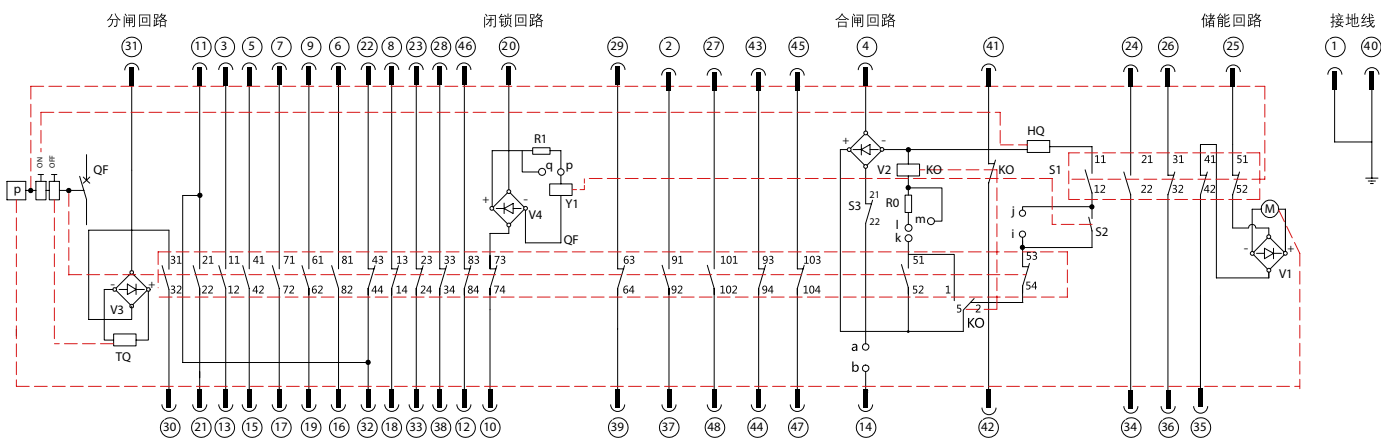 分闸回路 闭锁回路 合闸回路 储能回路 接地线
31 11 3 5 7 9 6 22 8 23 28 46 20 29 2 27 43 45 4 41 24 26 25 1 40
ON OFF QF R1 q p HQ
+ - V2 KO KO S1 11 21 31 41 51
P + - V4 Y1 S3 21 22 R0 m 12 22 32 42 52
QF l k j i S2 M
31 21 11 41 71 61 81 43 13 23 33 83 73 63 91 101 93 103 51 53 - + V1
- + V3 32 22 12 42 72 62 82 44 14 24 34 84 74 64 92 102 94 104 52 1 54
5 2
KO
TQ a
b
30 21 13 15 17 19 16 32 18 33 38 12 10 39 37 48 44 47 14 42 34 36 35